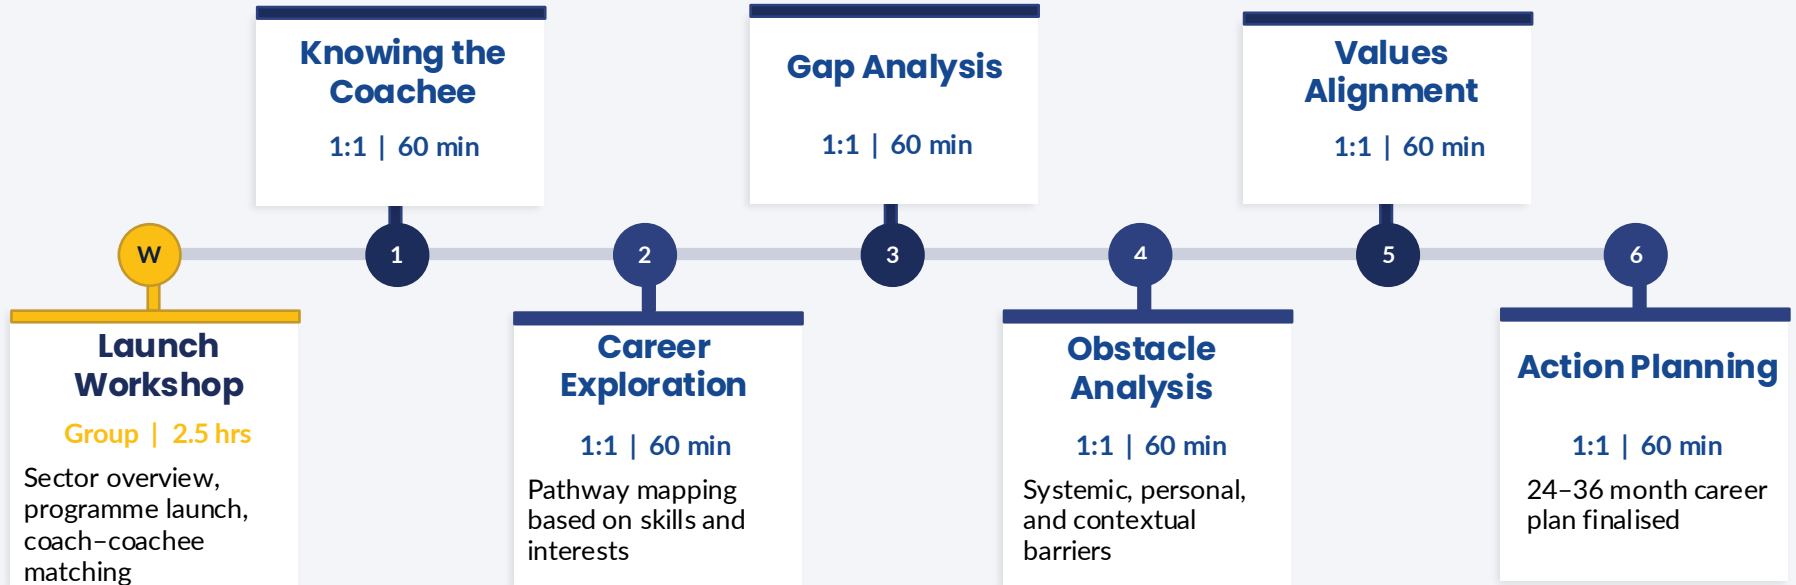 Knowing the
Coachee
1:1 | 60 min
Gap Analysis
1:1 | 60 min
Values
Alignment
1:1 | 60 min
W
1
2
3
4
5
6
Launch
Workshop
Group | 2.5 hrs
Sector overview,
programme launch,
coach–coachee
matching
Career
Exploration
1:1 | 60 min
Pathway mapping
based on skills and
interests
Obstacle
Analysis
1:1 | 60 min
Systemic, personal,
and contextual
barriers
Action Planning
1:1 | 60 min
24–36 month career
plan finalised